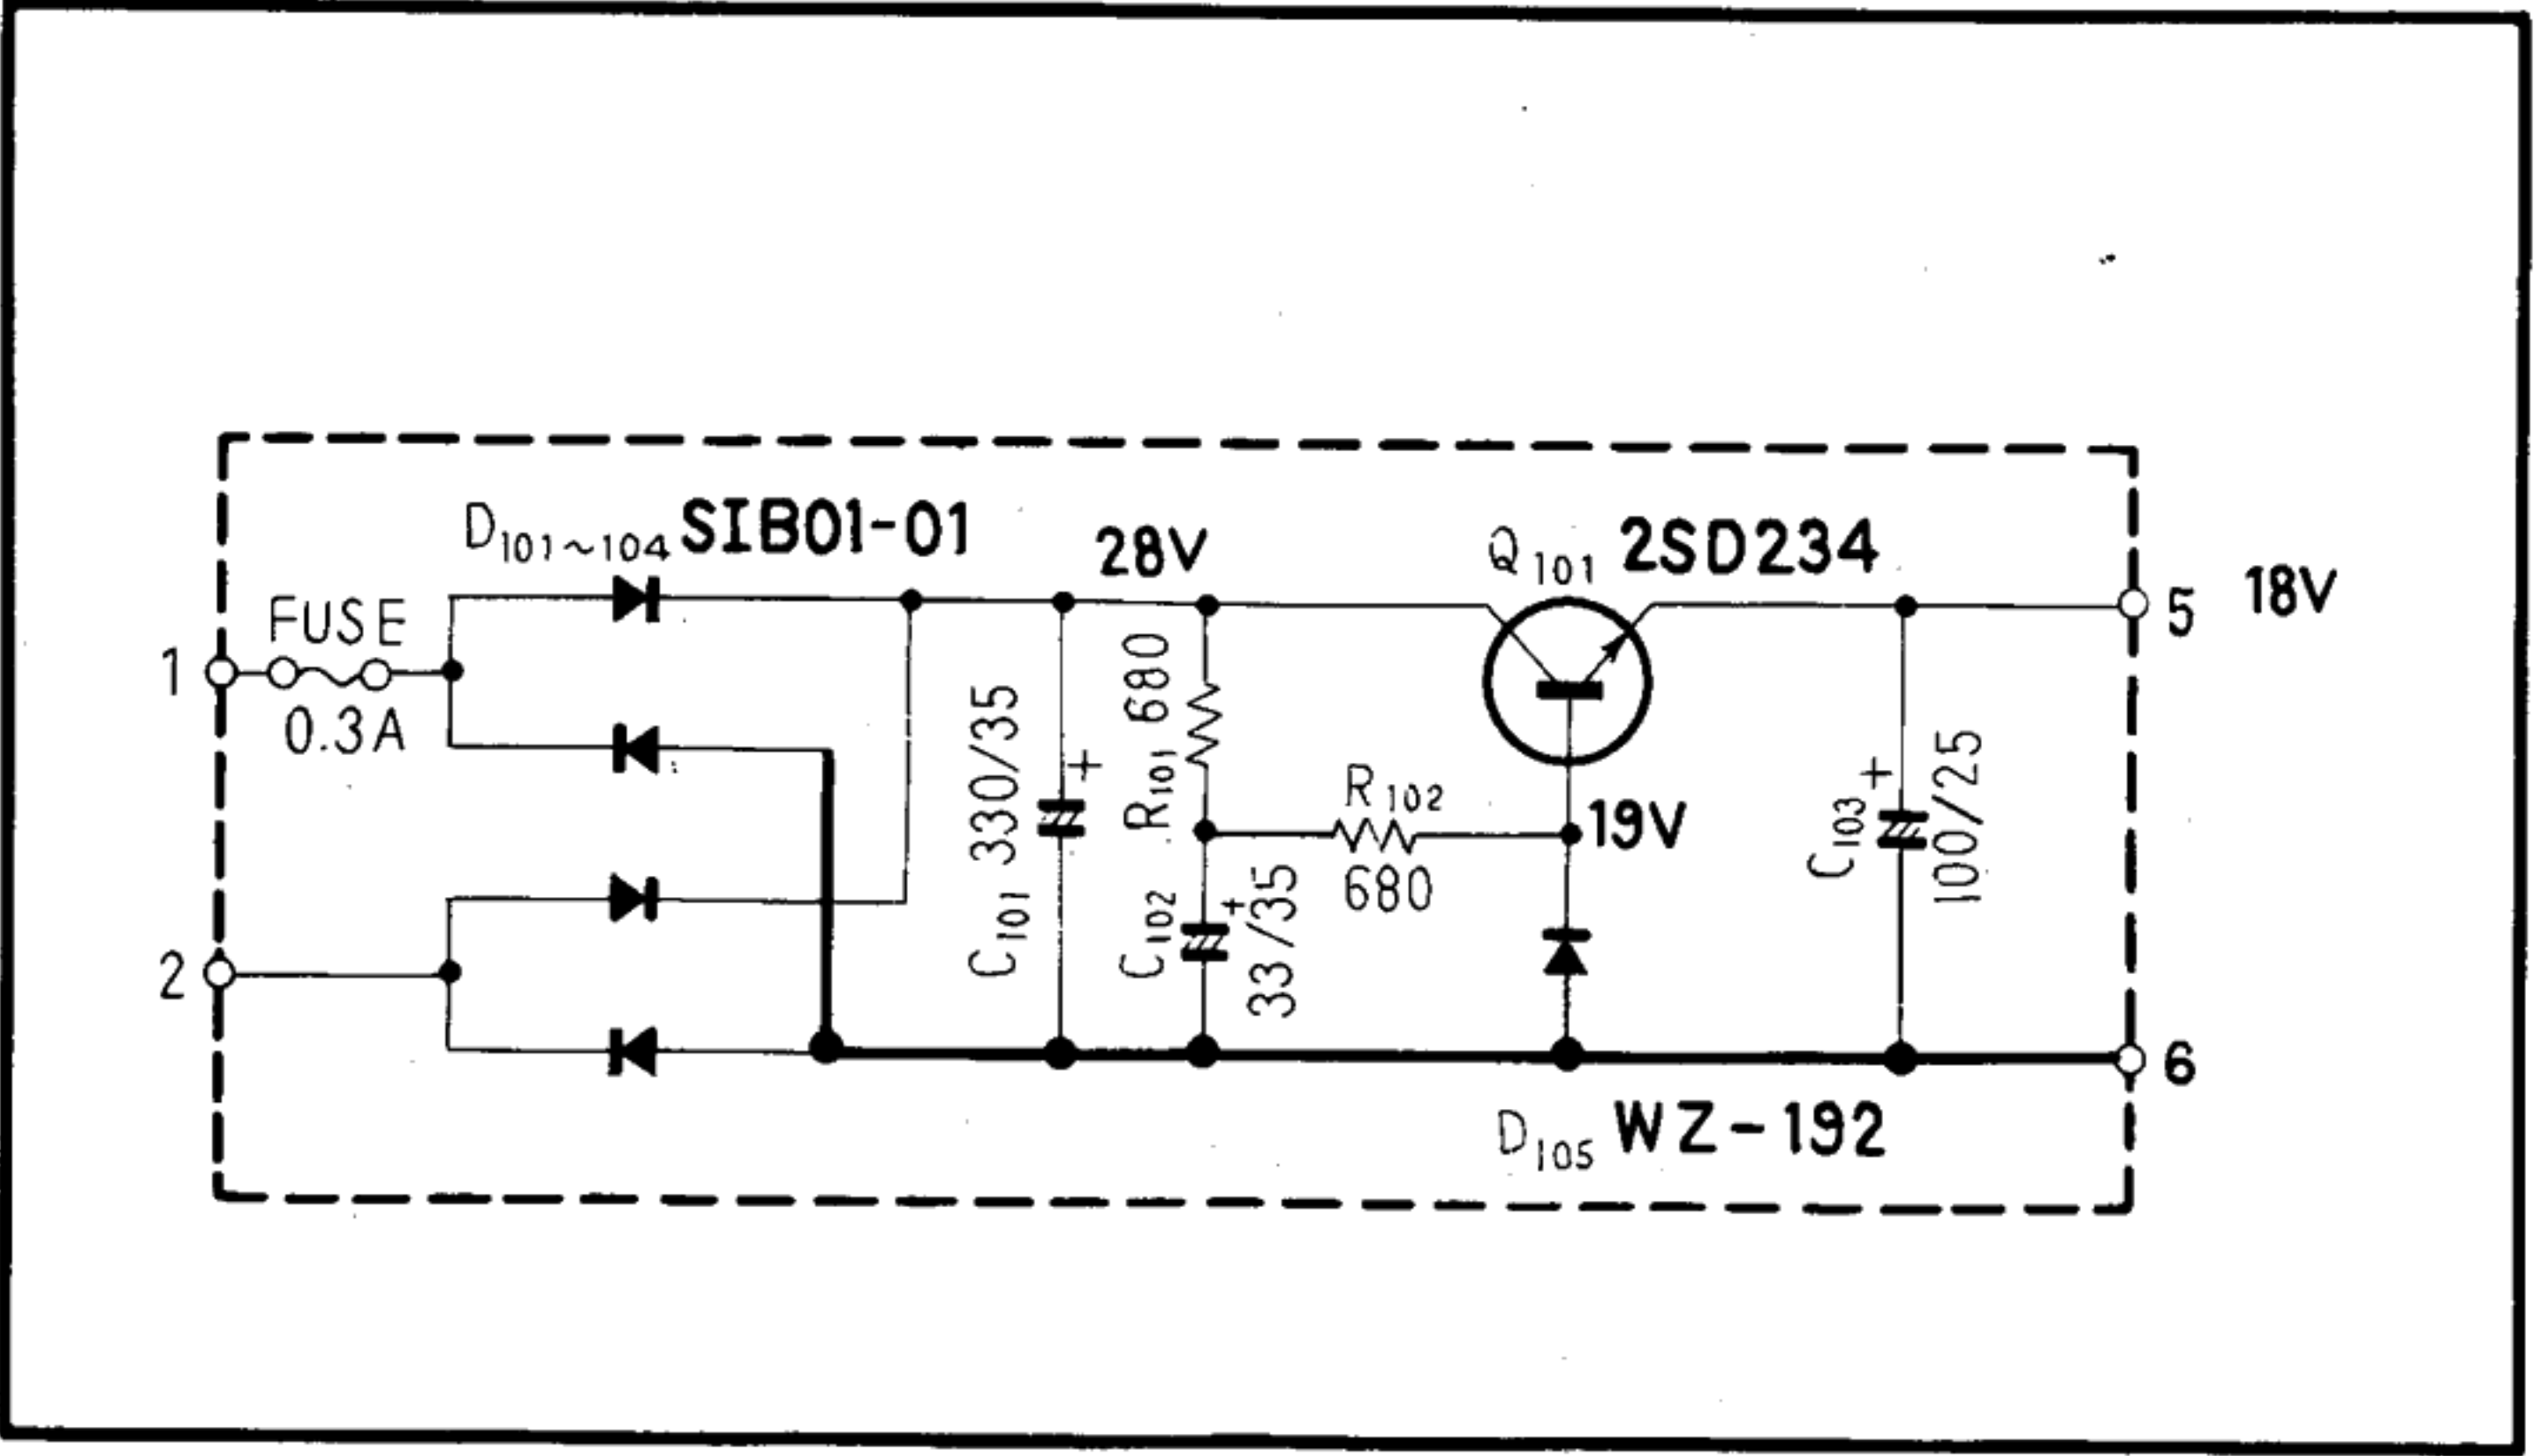 D101~104 SIB01-01
28V
Q101 2SD234
5 18V
FUSE
1
0.3A
R101 680
C101 330/35
+
R102
680
19V
C102 33/35
+
C103 100/25
+
2
6
D105 WZ-192